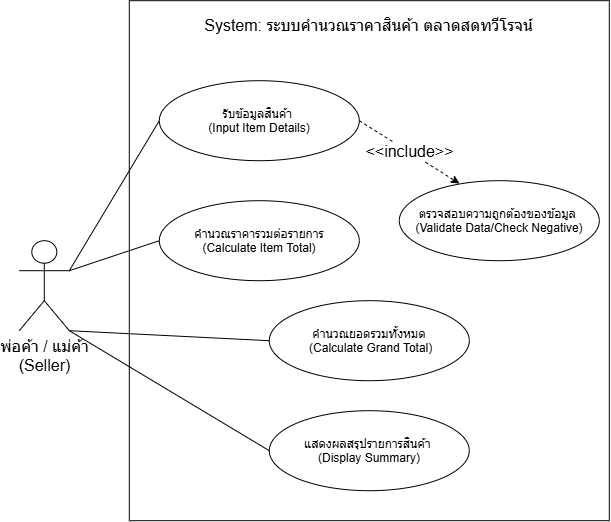 System: ระบบคำนวณราคาสินค้า ตลาดสดทวีโรจน์
รับข้อมูลสินค้า
(Input Item Details)
<<include>>
ตรวจสอบความถูกต้องของข้อมูล
(Validate Data/Check Negative)
คำนวณราคารวมต่อรายการ
(Calculate Item Total)
พ่อค้า / แม่ค้า
(Seller)
คำนวณยอดรวมทั้งหมด
(Calculate Grand Total)
แสดงผลสรุปรายการสินค้า
(Display Summary)